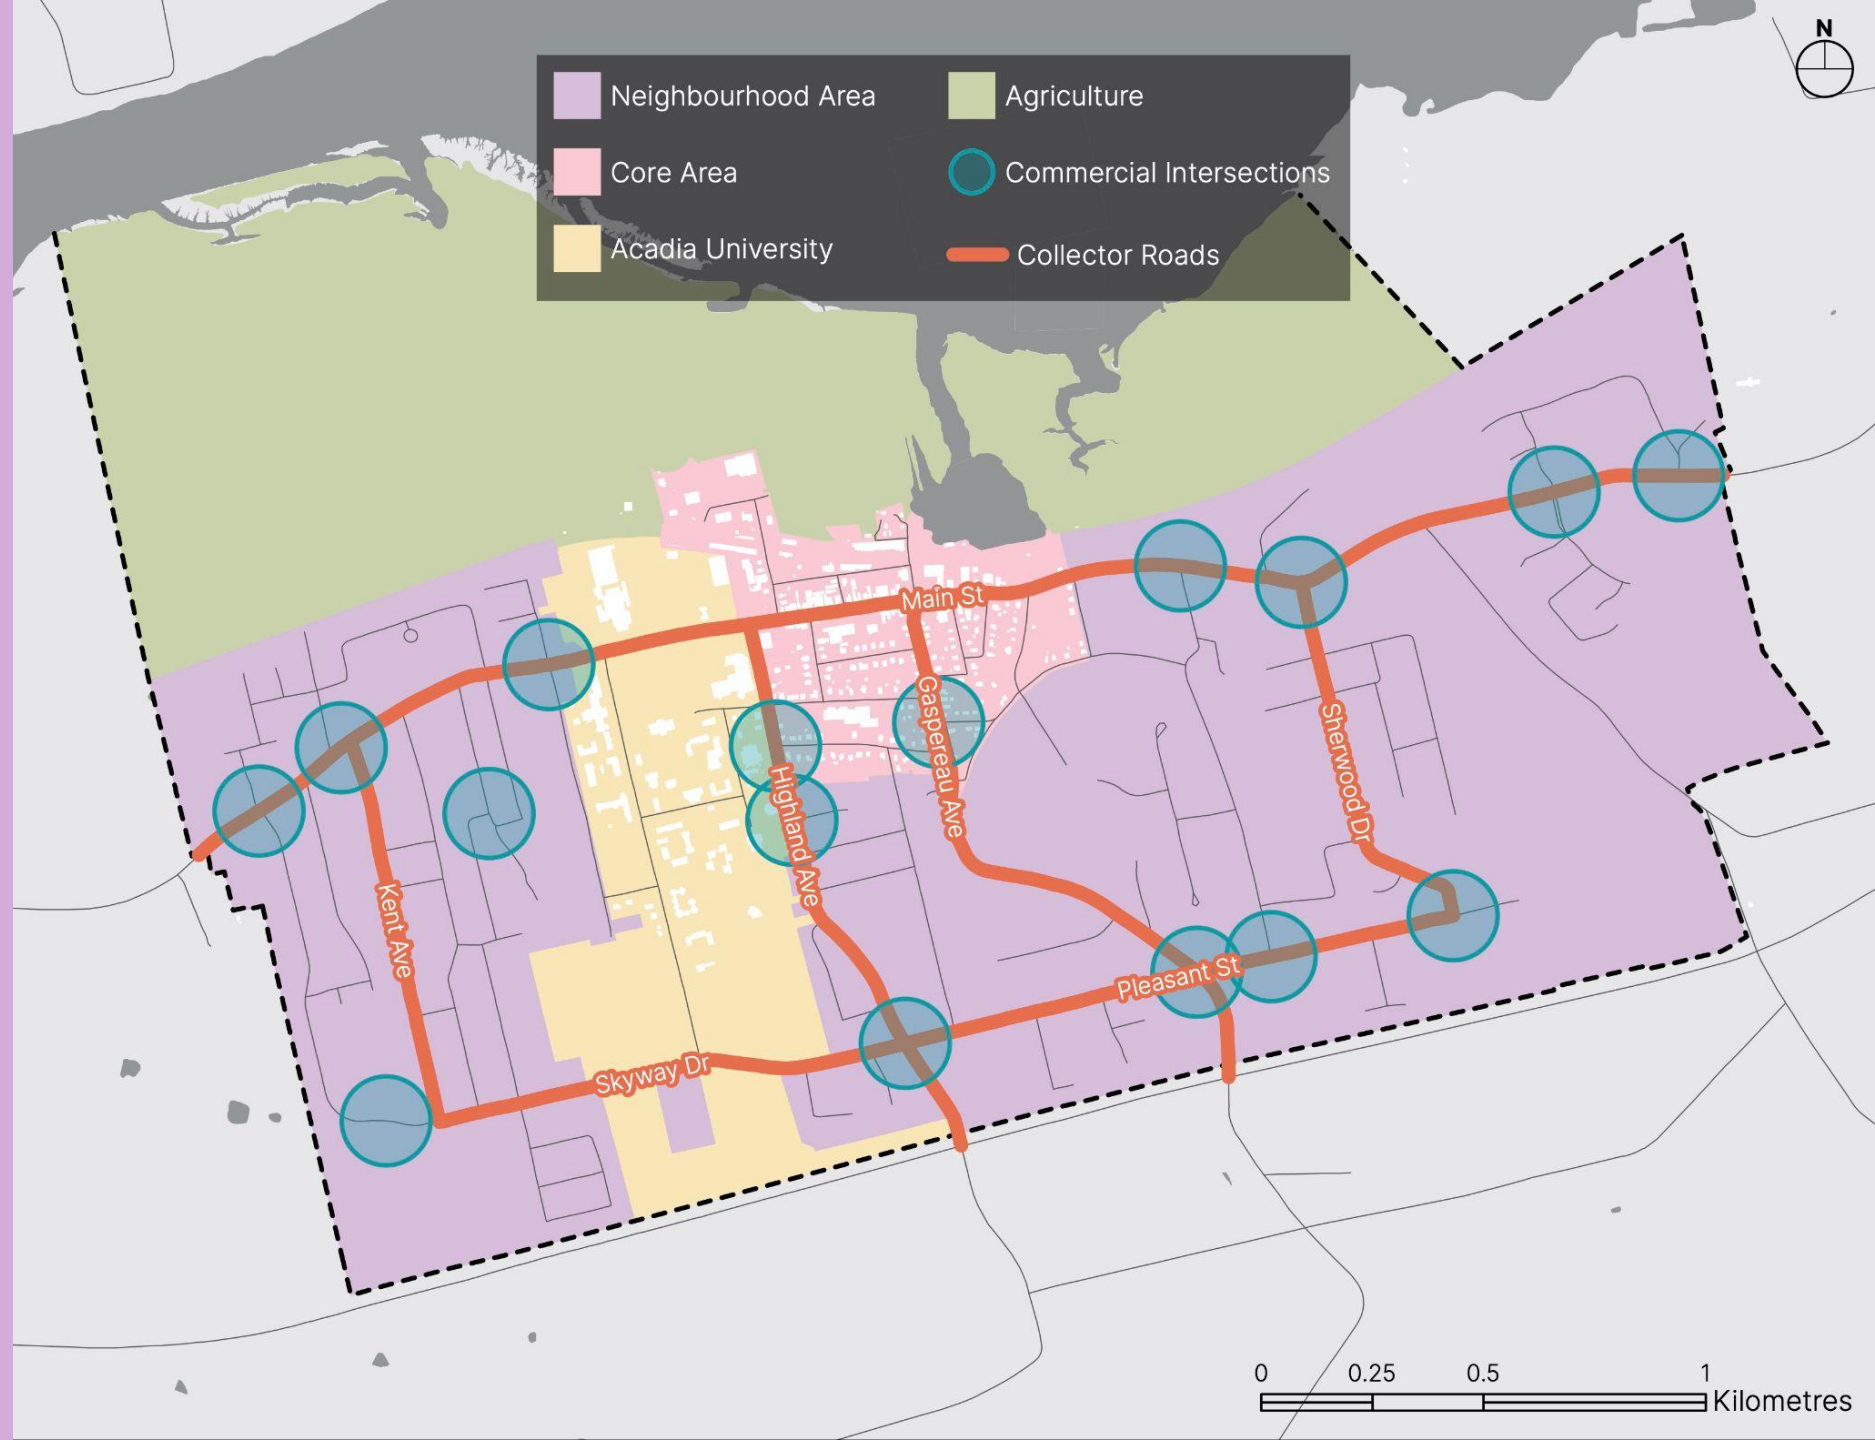 N
Neighbourhood Area
Agriculture
Core Area
Commercial Intersections
Acadia University
Collector Roads
Main St
Gaspereau Ave
Sherwood Dr
Highland Ave
Kent Ave
Pleasant St
Skyway Dr
0 0.25 0.5 1
Kilometres